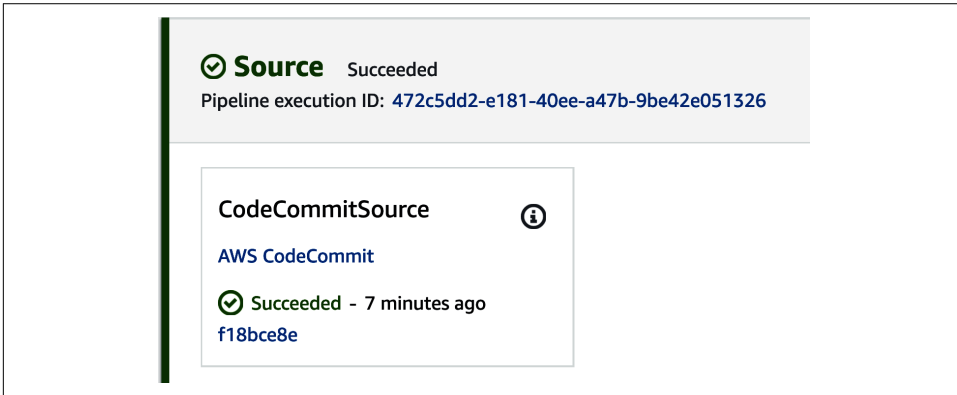 Source Succeeded
Pipeline execution ID: 472c5dd2-e181-40ee-a47b-9be42e051326
CodeCommitSource
AWS CodeCommit
Succeeded - 7 minutes ago
f18bce8e